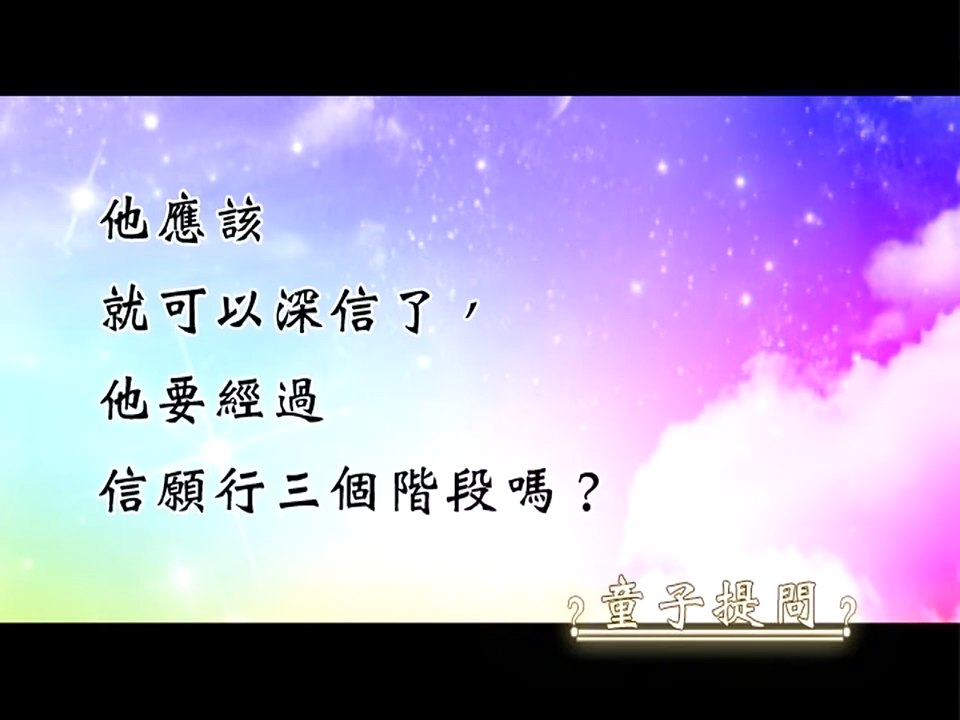 他應該
就可以深信了，
他要經過
信願行三個階段嗎？
?童子提問?